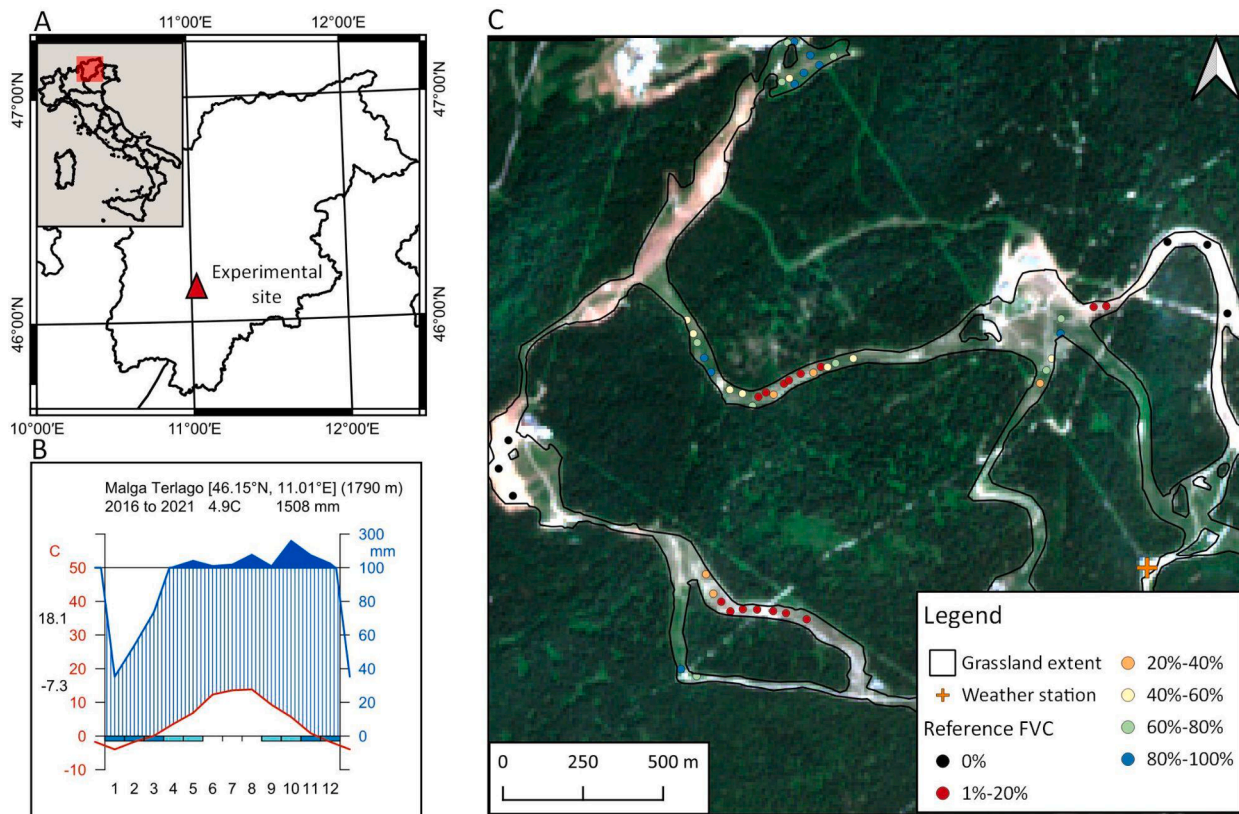 A
11°00'E 12°00'E
47°00'N
47°00'N
Experimental
site
46°00'N
46°00'N
10°00'E 11°00'E 12°00'E
B
Malga Terlago [46.15°N, 11.01°E] (1790 m)
2016 to 2021 4.9C 1508 mm
C
300
mm
50
100
40
80
18.1
30
60
20
40
-7.3
10
20
0
0
-10
1 2 3 4 5 6 7 8 9 10 11 12
C
0 250 500 m
Legend
Grassland extent
Weather station
Reference FVC
0%
1%-20%
20%-40%
40%-60%
60%-80%
80%-100%